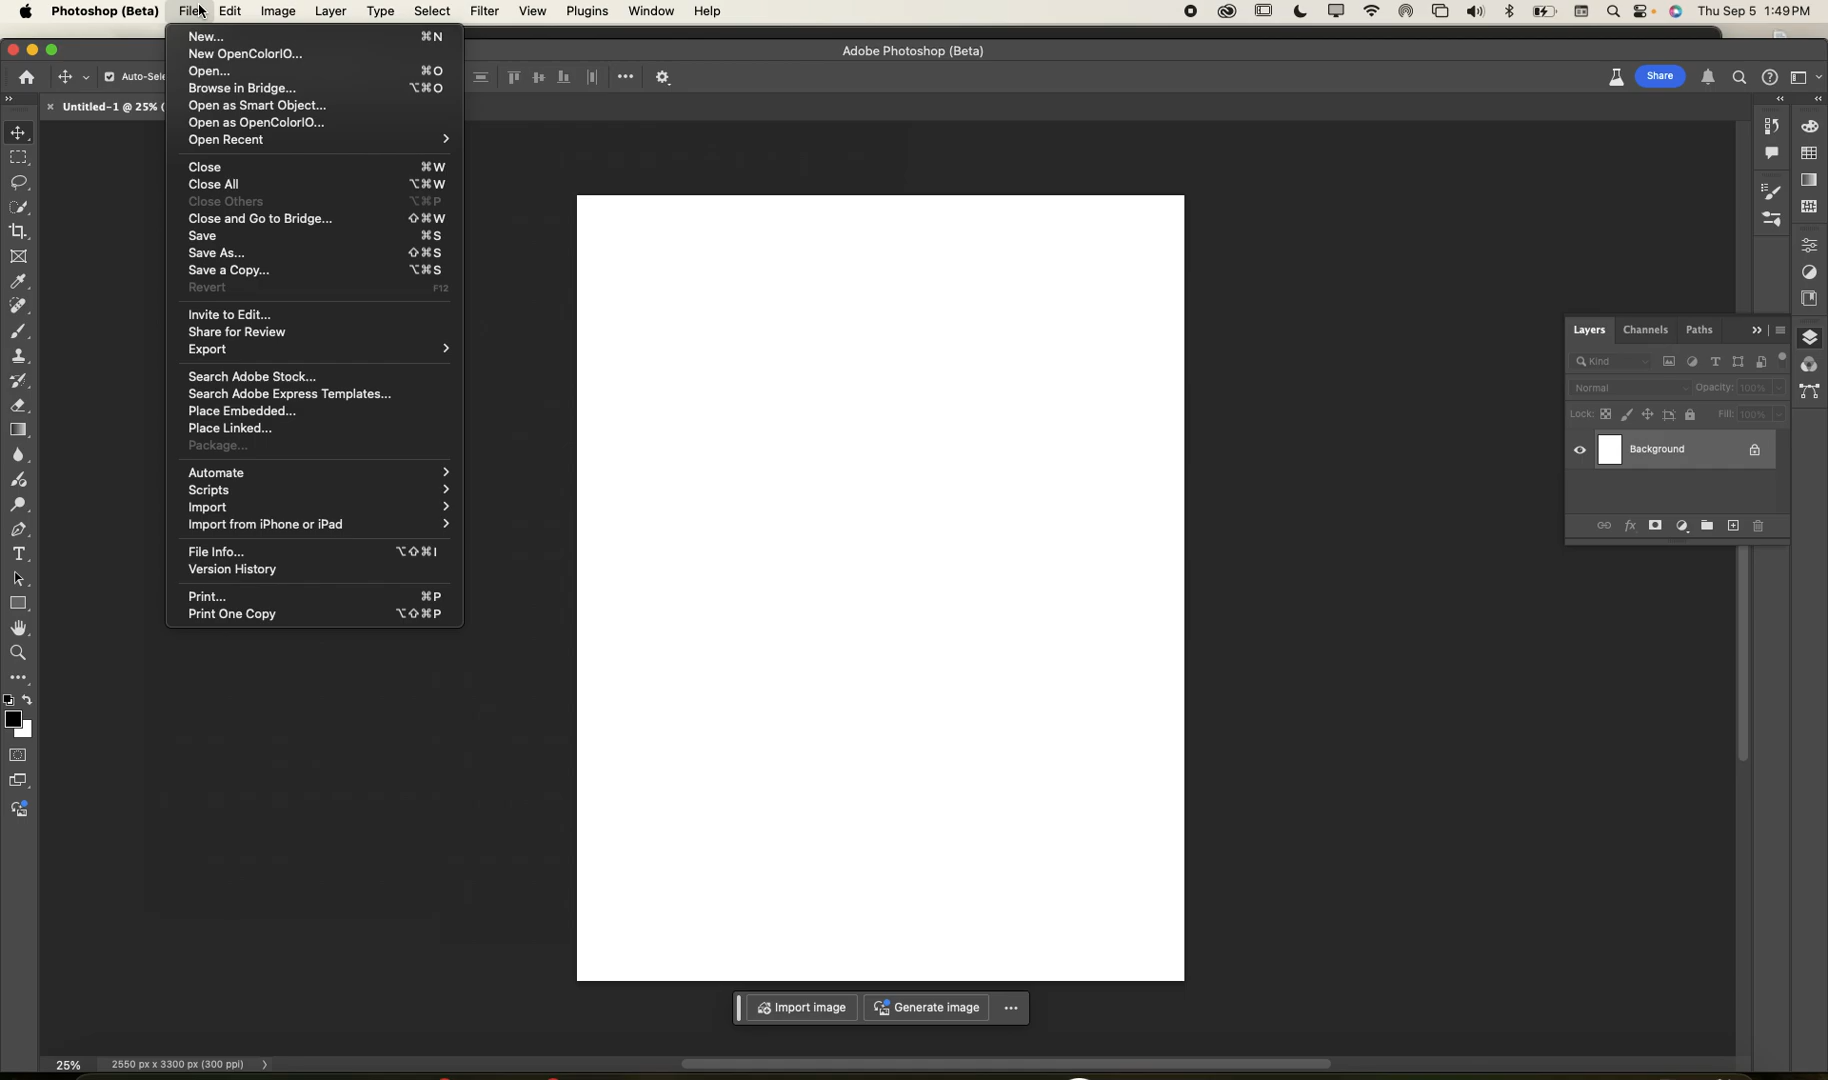 Photoshop (Beta) File Edit Image Layer Type Select Filter View Plugins Window Help Thu Sep 5 1:49 PM
Adobe Photoshop (Beta)
Auto-Sele
Share
Untitled-1 @ 25% (
New... ⌘N
New OpenColorIO...
Open... ⌘O
Browse in Bridge... ⌥⌘O
Open as Smart Object...
Open as OpenColorIO...
Open Recent >
Close ⌘W
Close All ⌥⌘W
Close Others ⌥⌘P
Close and Go to Bridge... ⇧⌘W
Save ⌘S
Save As... ⇧⌘S
Save a Copy... ⌥⌘S
Revert F12
Invite to Edit...
Share for Review
Export >
Search Adobe Stock...
Search Adobe Express Templates...
Place Embedded...
Place Linked...
Package...
Automate >
Scripts >
Import >
Import from iPhone or iPad >
File Info... ⌥⇧⌘I
Version History
Print... ⌘P
Print One Copy ⌥⇧⌘P
Layers Channels Paths
Kind
Normal Opacity: 100%
Lock: Fill: 100%
Background
fx
Import image Generate image
25% 2550 px x 3300 px (300 ppi) >